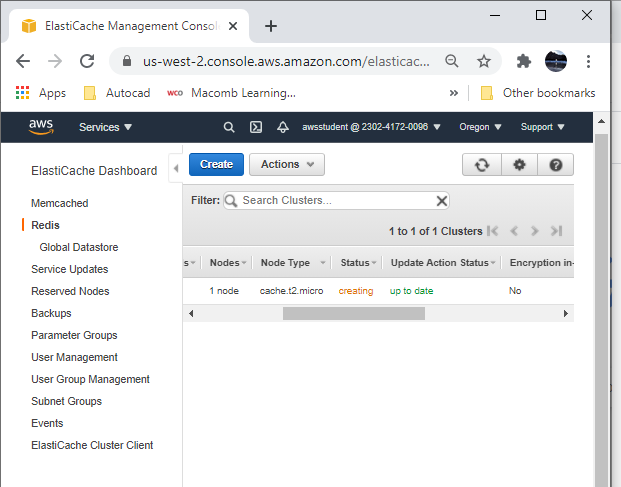 ElastiCache Management Consol
us-west-2.console.aws.amazon.com/elasticac...
Apps Autocad WCO Macomb Learning... » Other bookmarks
aws Services awsstudent @ 2302-4172-0096 Oregon Support
ElastiCache Dashboard
Memcached
Redis
Global Datastore
Service Updates
Reserved Nodes
Backups
Parameter Groups
User Management
User Group Management
Subnet Groups
Events
ElastiCache Cluster Client
Create Actions
Filter: Search Clusters...
1 to 1 of 1 Clusters
s Nodes Node Type Status Update Action Status Encryption in-
1 node cache.t2.micro creating up to date No